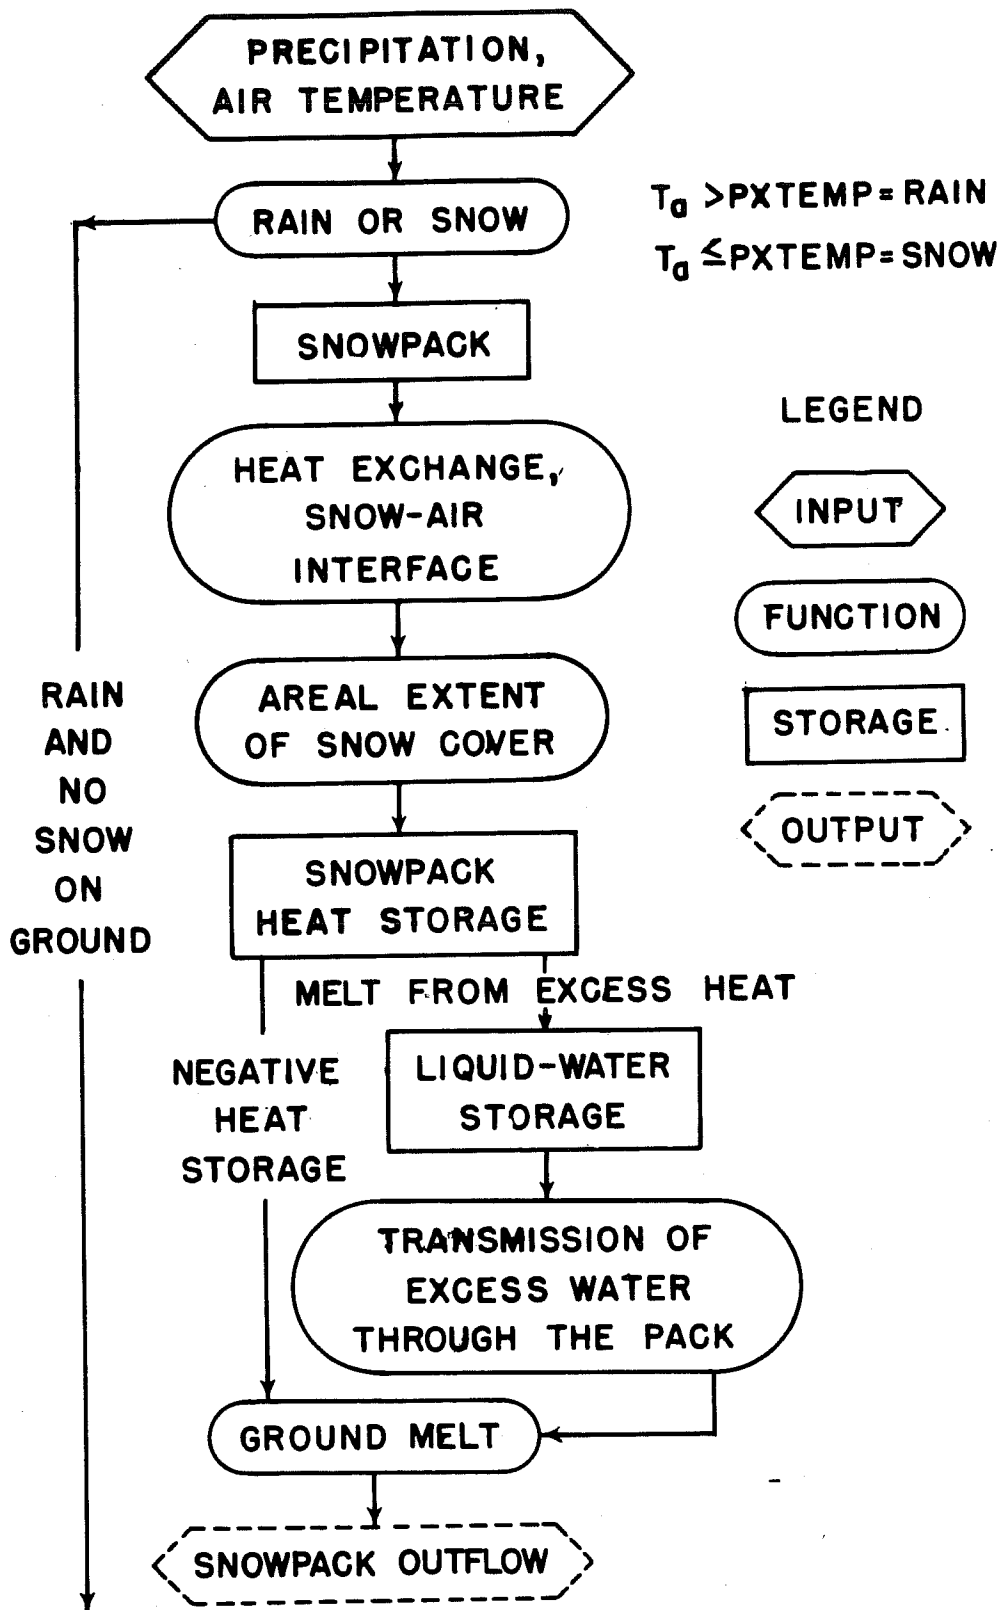 PRECIPITATION,
AIR TEMPERATURE
RAIN OR SNOW
Ta >PXTEMP=RAIN
Ta ≤PXTEMP=SNOW
SNOWPACK
HEAT EXCHANGE,
SNOW-AIR
INTERFACE
AREAL EXTENT
OF SNOW COVER
SNOWPACK
HEAT STORAGE
MELT FROM EXCESS HEAT
LIQUID-WATER
STORAGE
NEGATIVE
HEAT
STORAGE
TRANSMISSION OF
EXCESS WATER
THROUGH THE PACK
GROUND MELT
SNOWPACK OUTFLOW
RAIN
AND
NO
SNOW
ON
GROUND
LEGEND
INPUT
FUNCTION
STORAGE
OUTPUT